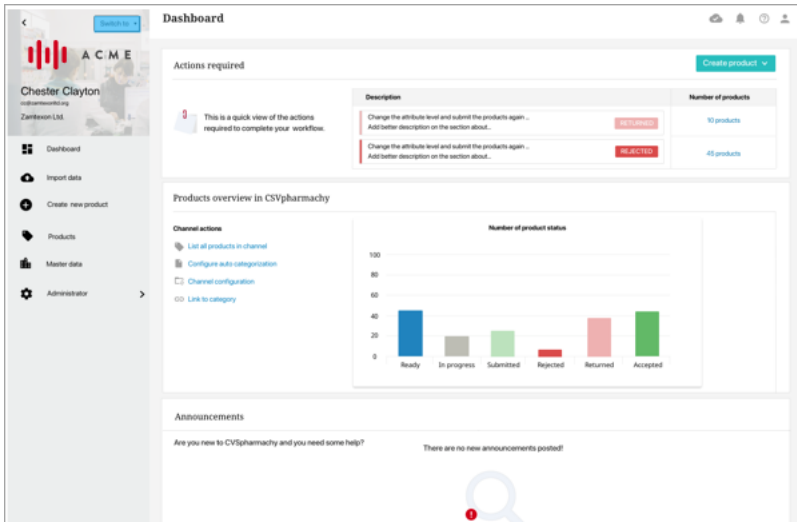 Switch to
ACME
Chester Clayton
cc@zamtexonltd.org
Zamtexon Ltd.
Dashboard
Import data
Create new product
Products
Master data
Administrator
Dashboard
Actions required
Create product
This is a quick view of the actions
required to complete your workflow.
Description
Number of products
Change the attribute level and submit the products again ...
Add better description on the section about...
RETURNED
10 products
Change the attribute level and submit the products again ...
Add better description on the section about...
REJECTED
45 products
Products overview in CSVpharmachy
Channel actions
List all products in channel
Configure auto categorization
Channel configuration
Link to category
Number of product status
100
80
60
40
20
0
Ready
In progress
Submitted
Rejected
Returned
Accepted
Announcements
Are you new to CVSpharmachy and you need some help?
There are no new announcements posted!